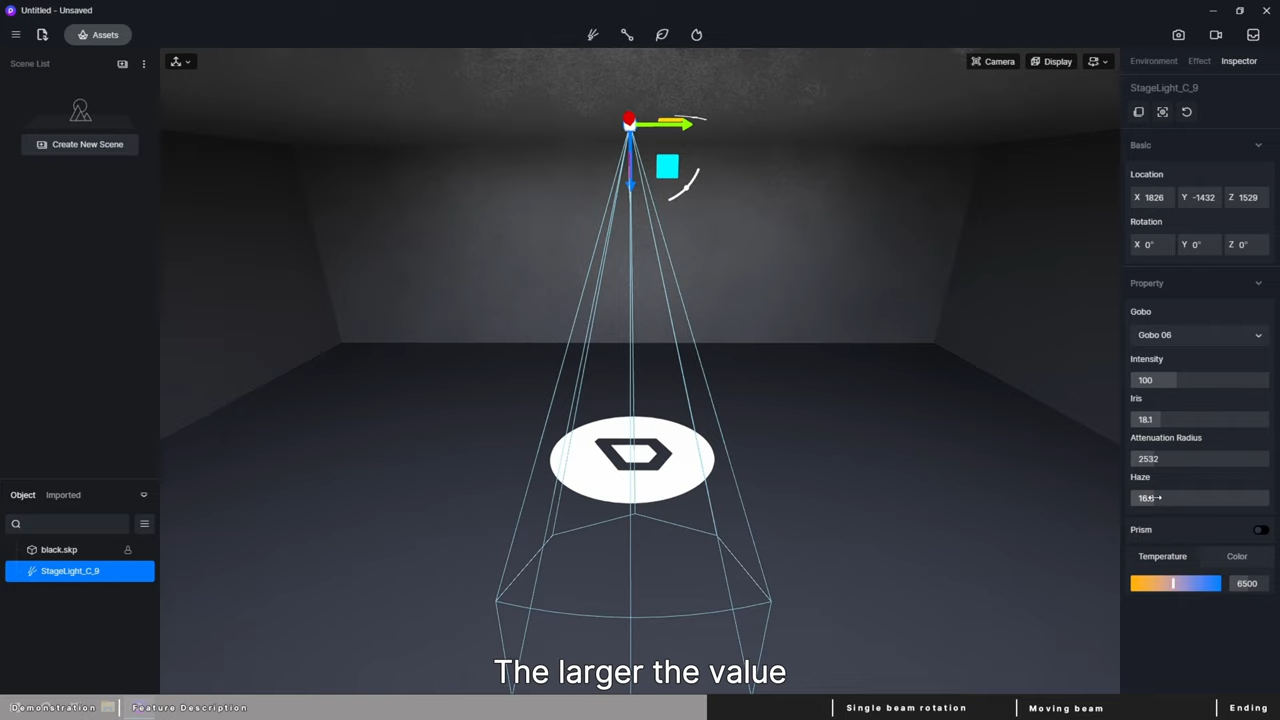 Untitled - Unsaved
Assets
Scene List
Create New Scene
Camera
Display
Environment
Effect
Inspector
StageLight_C_9
Basic
Location
X 1826
Y -1432
Z 1529
Rotation
X 0°
Y 0°
Z 0°
Property
Gobo
Gobo 06
Intensity
100
Iris
18.1
Attenuation Radius
2532
Haze
Prism
Temperature
Color
6500
Object
Imported
black.skp
StageLight_C_9
The larger the value
Demonstration
Feature Description
Single beam rotation
Moving beam
Ending